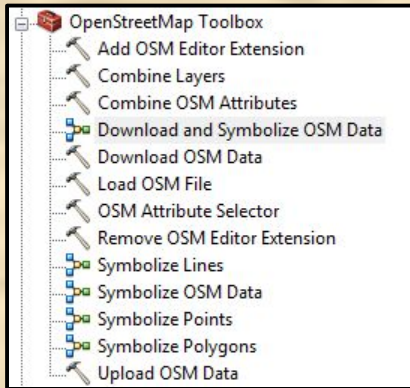 OpenStreetMap Toolbox
Add OSM Editor Extension
Combine Layers
Combine OSM Attributes
Download and Symbolize OSM Data
Download OSM Data
Load OSM File
OSM Attribute Selector
Remove OSM Editor Extension
Symbolize Lines
Symbolize OSM Data
Symbolize Points
Symbolize Polygons
Upload OSM Data